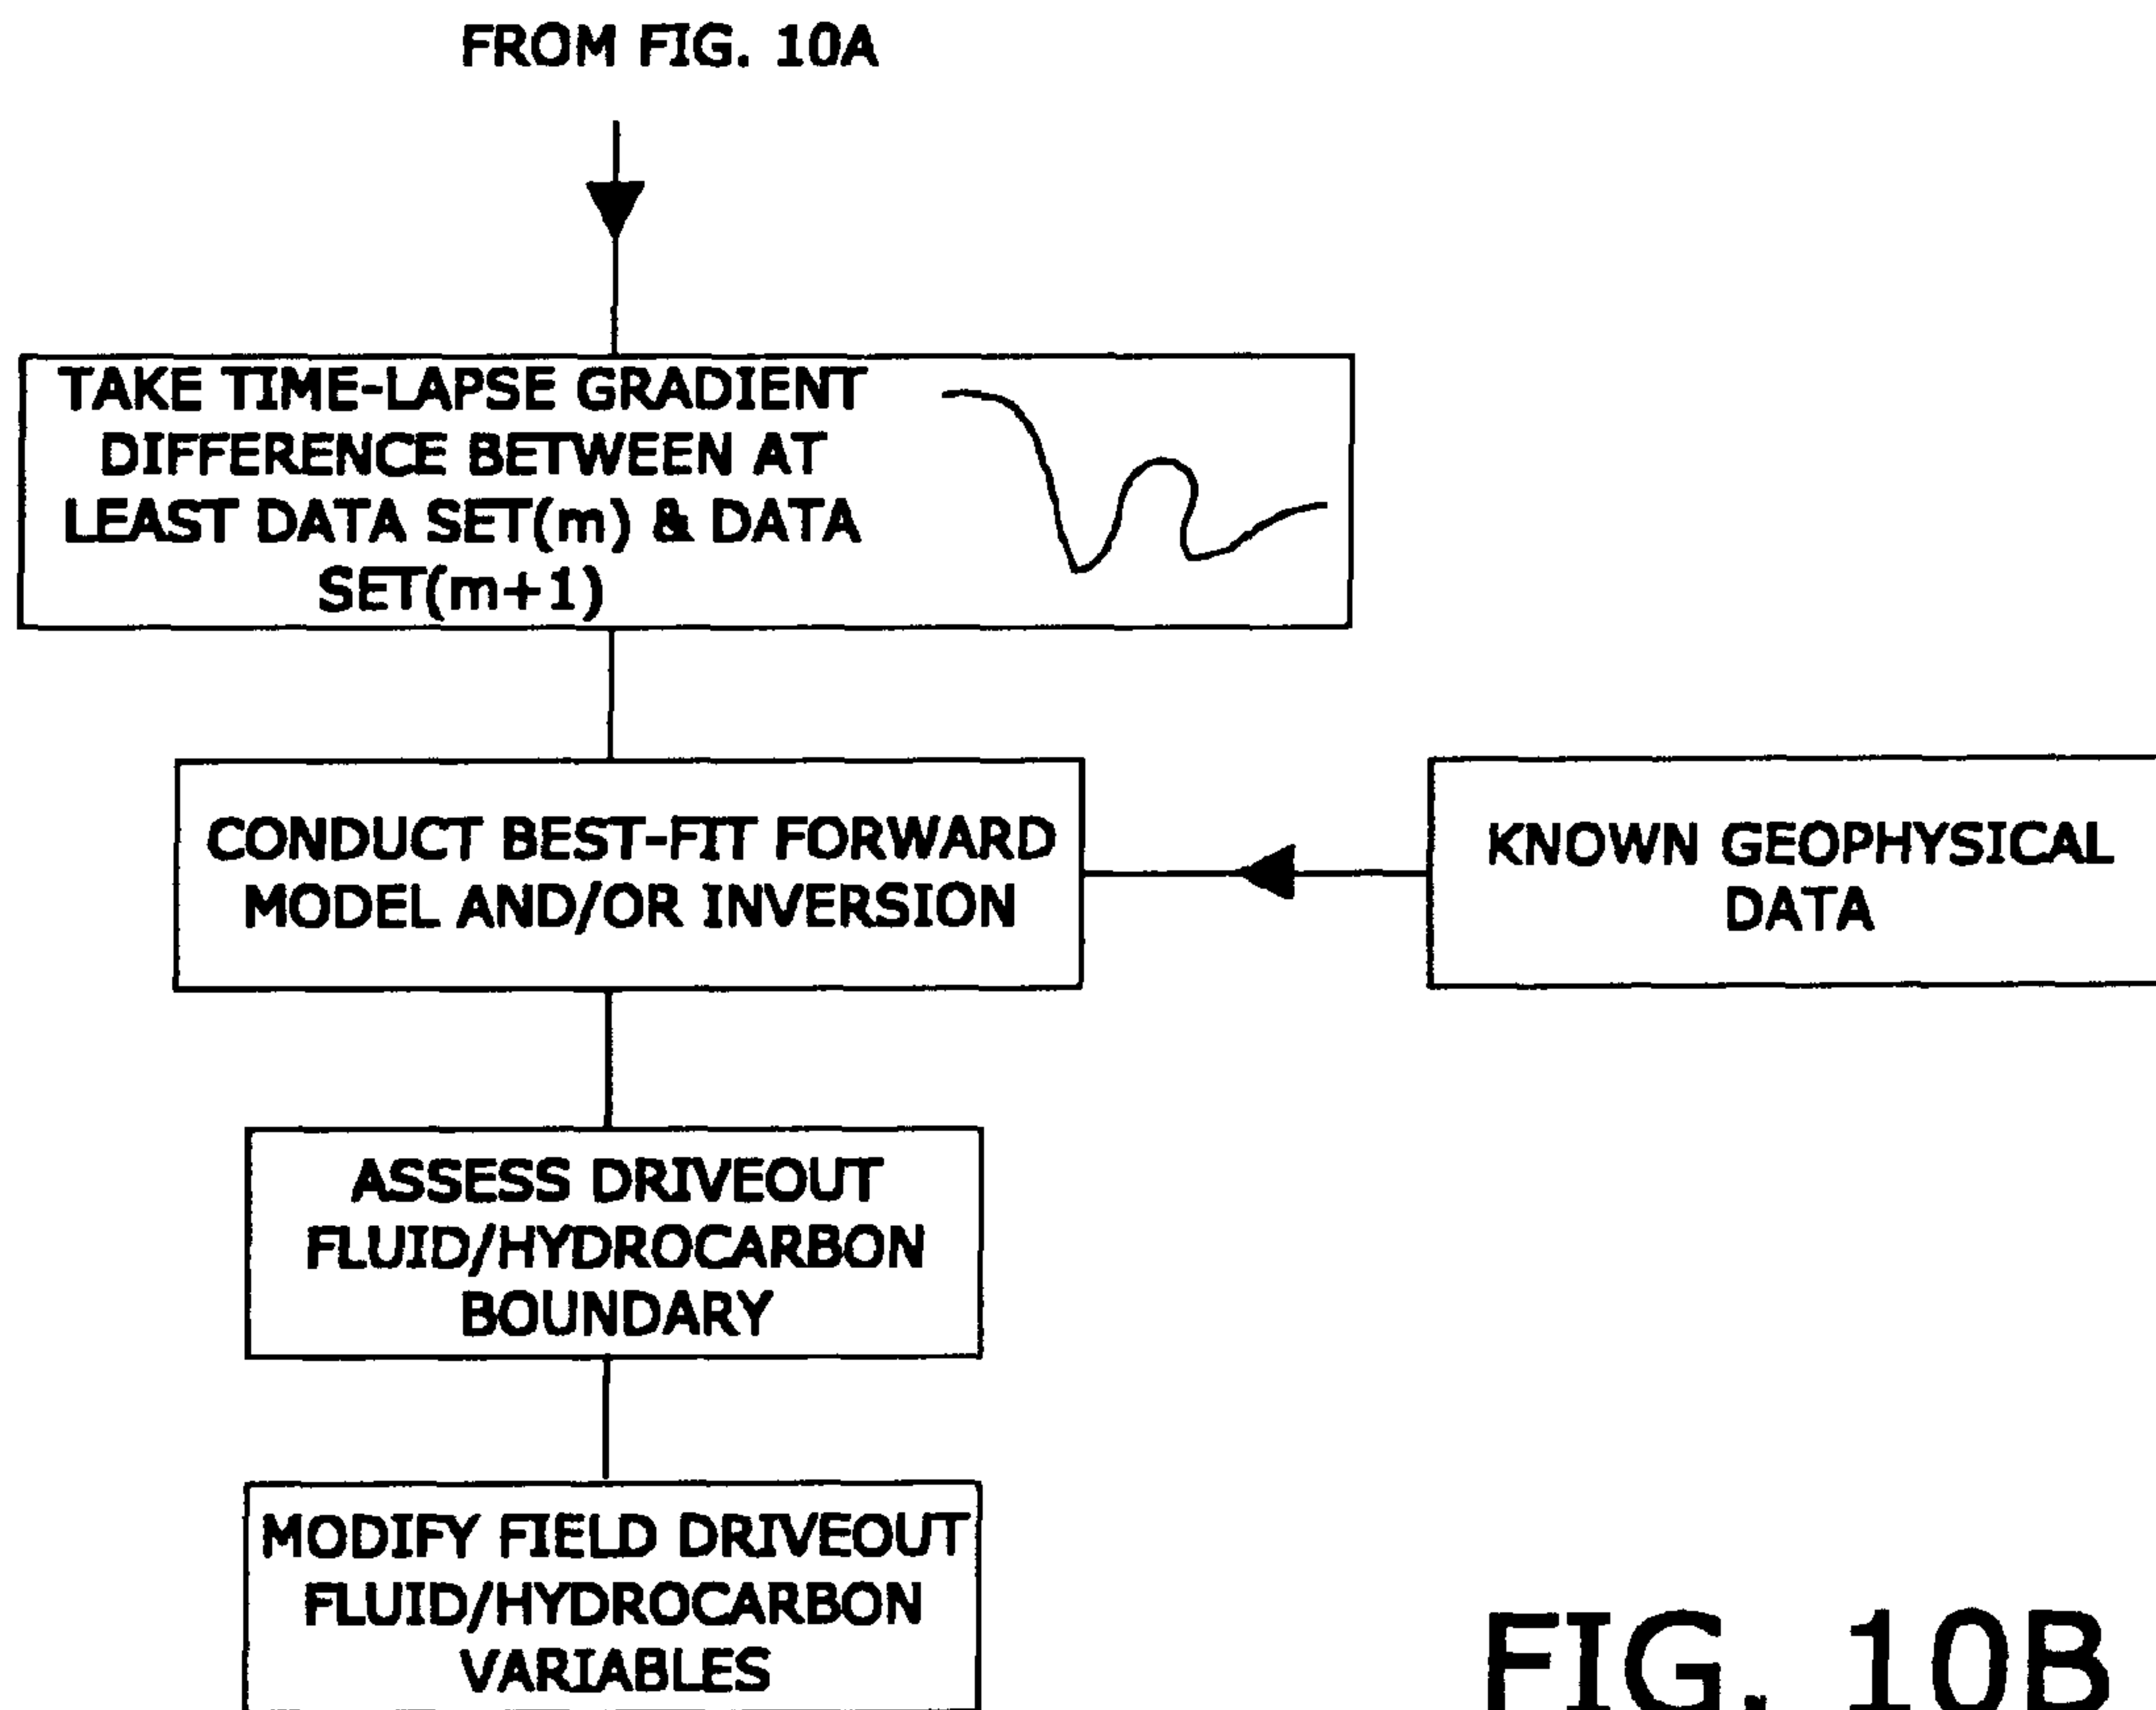 FROM FIG. 10A
TAKE TIME-LAPSE GRADIENT
DIFFERENCE BETWEEN AT
LEAST DATA SET(m) & DATA
SET(m+1)
CONDUCT BEST-FIT FORWARD
MODEL AND/OR INVERSION
KNOWN GEOPHYSICAL
DATA
ASSESS DRIVEOUT
FLUID/HYDROCARBON
BOUNDARY
MODIFY FIELD DRIVEOUT
FLUID/HYDROCARBON
VARIABLES
FIG. 10B